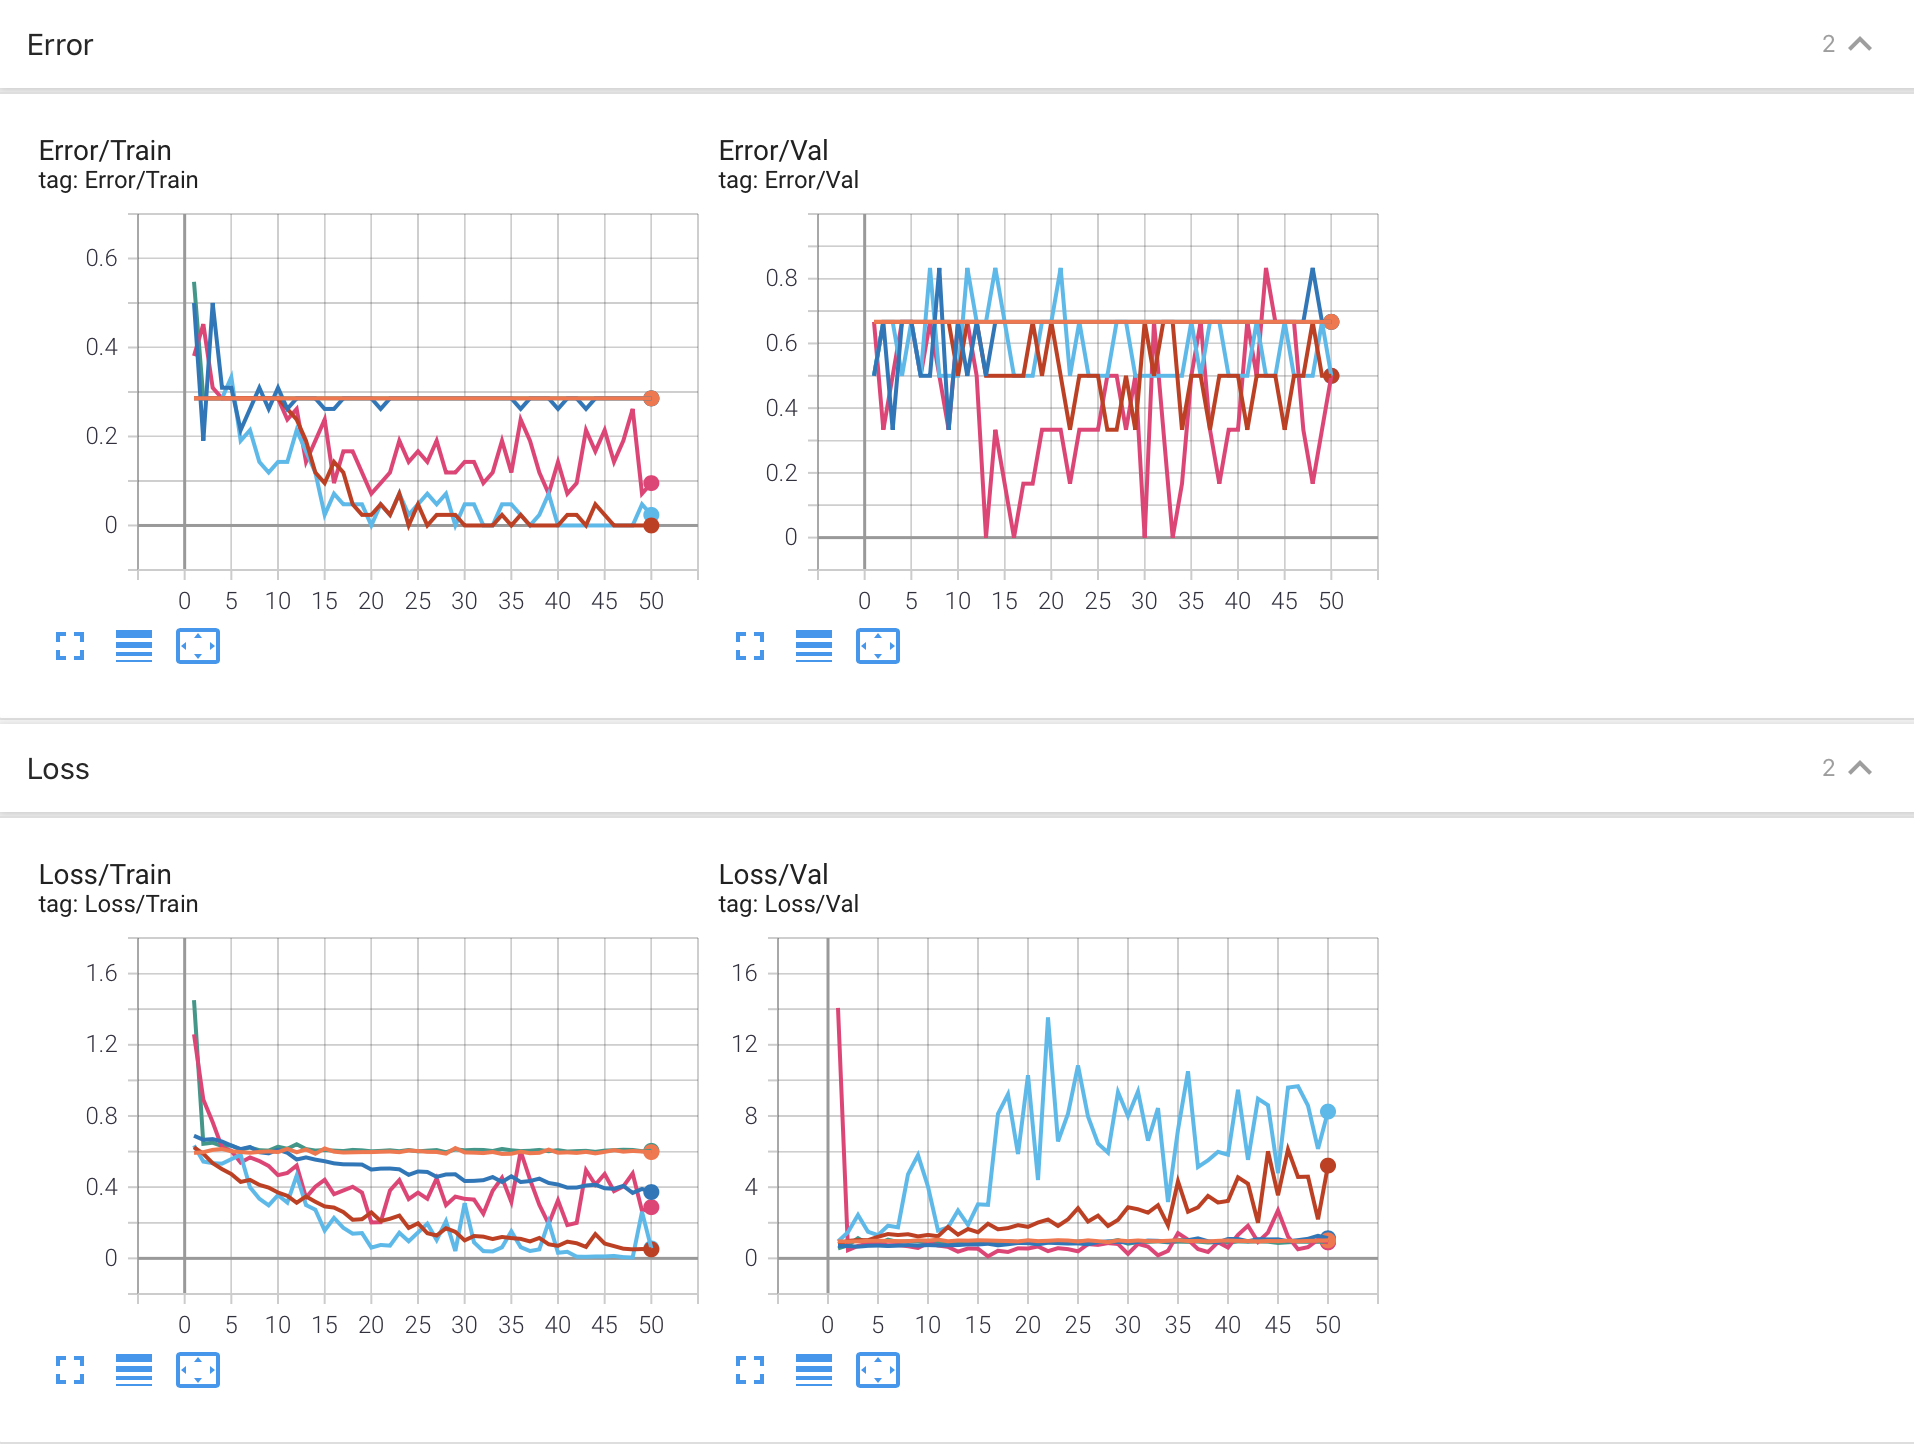 Error
2
Error/Train
tag: Error/Train
0.6
0.4
0.2
0
0 5 10 15 20 25 30 35 40 45 50
Error/Val
tag: Error/Val
0.8
0.6
0.4
0.2
0
0 5 10 15 20 25 30 35 40 45 50
Loss
2
Loss/Train
tag: Loss/Train
1.6
1.2
0.8
0.4
0
0 5 10 15 20 25 30 35 40 45 50
Loss/Val
tag: Loss/Val
16
12
8
4
0
0 5 10 15 20 25 30 35 40 45 50